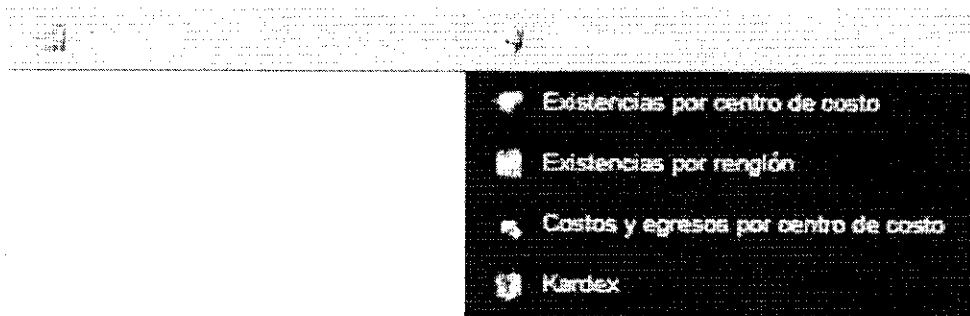 Existencias por centro de costo
Existencias por renglón
Costos y egresos por centro de costo
Kardex